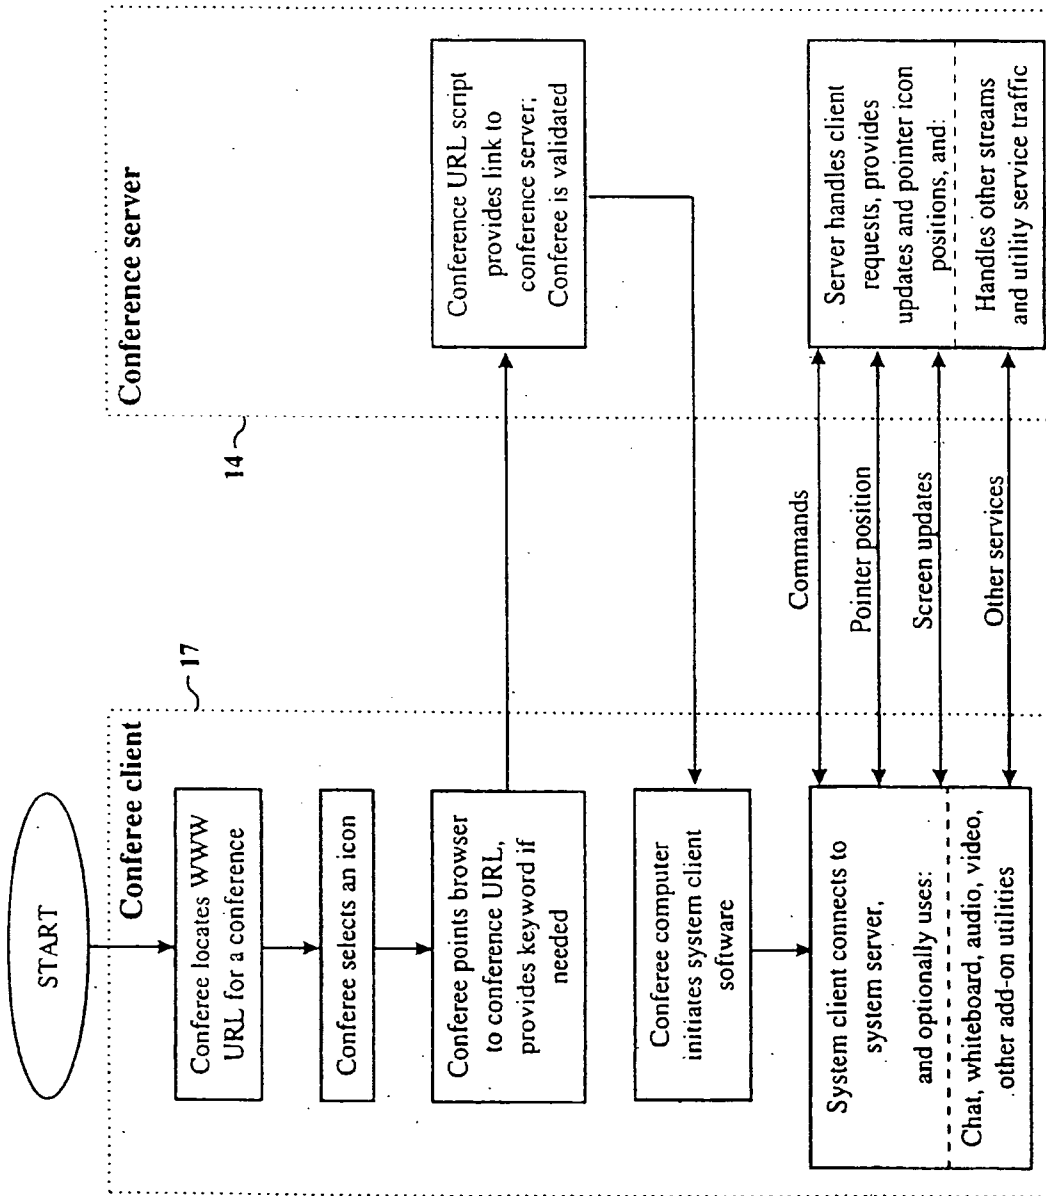 START
Conferee client
17
Conferee locates WWW
URL for a conference
Conferee selects an icon
Conferee points browser
to conference URL,
provides keyword if
needed
Conferee computer
initiates system client
software
System client connects to
system server,
and optionally uses:
Chat, whiteboard, audio, video,
other add-on utilities
Commands
Pointer position
Screen updates
Other services
14
Conference server
Conference URL script
provides link to
conference server;
Conferee is validated
Server handles client
requests, provides
updates and pointer icon
positions, and:
Handles other streams
and utility service traffic